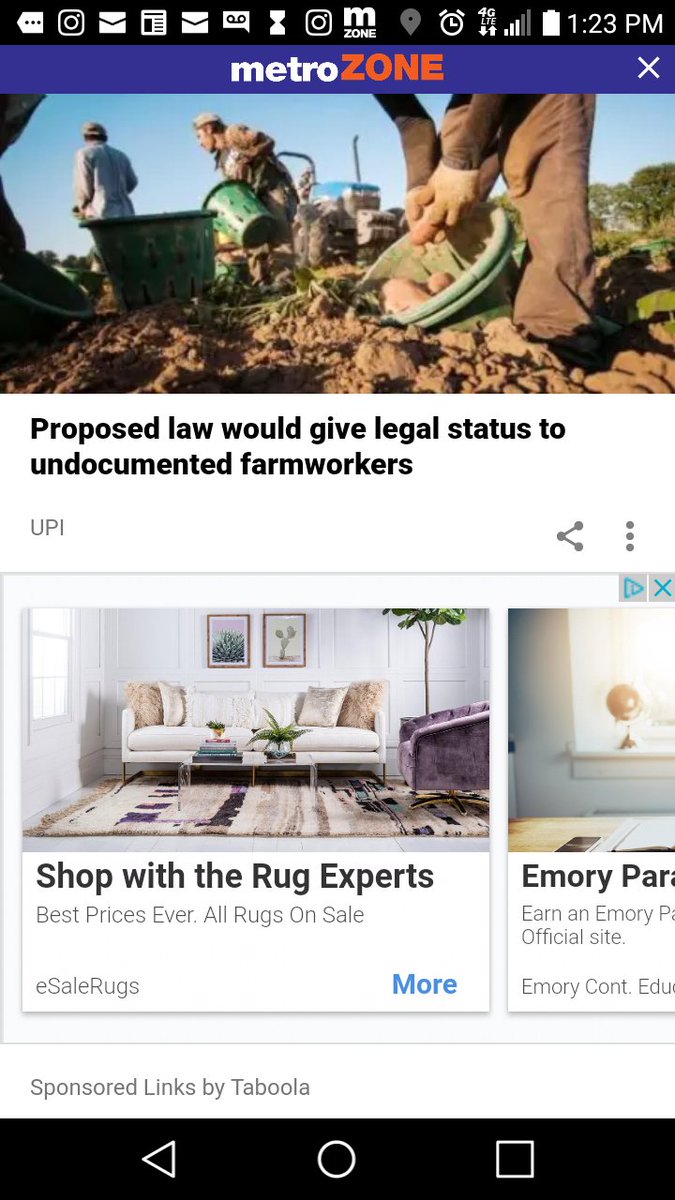 m
ZONE
4G
LTE
1:23 PM
metroZONE
Proposed law would give legal status to
undocumented farmworkers
UPI
Shop with the Rug Experts
Best Prices Ever. All Rugs On Sale
eSaleRugs
More
Emory Para
Earn an Emory Pa
Official site.
Emory Cont. Educ
Sponsored Links by Taboola